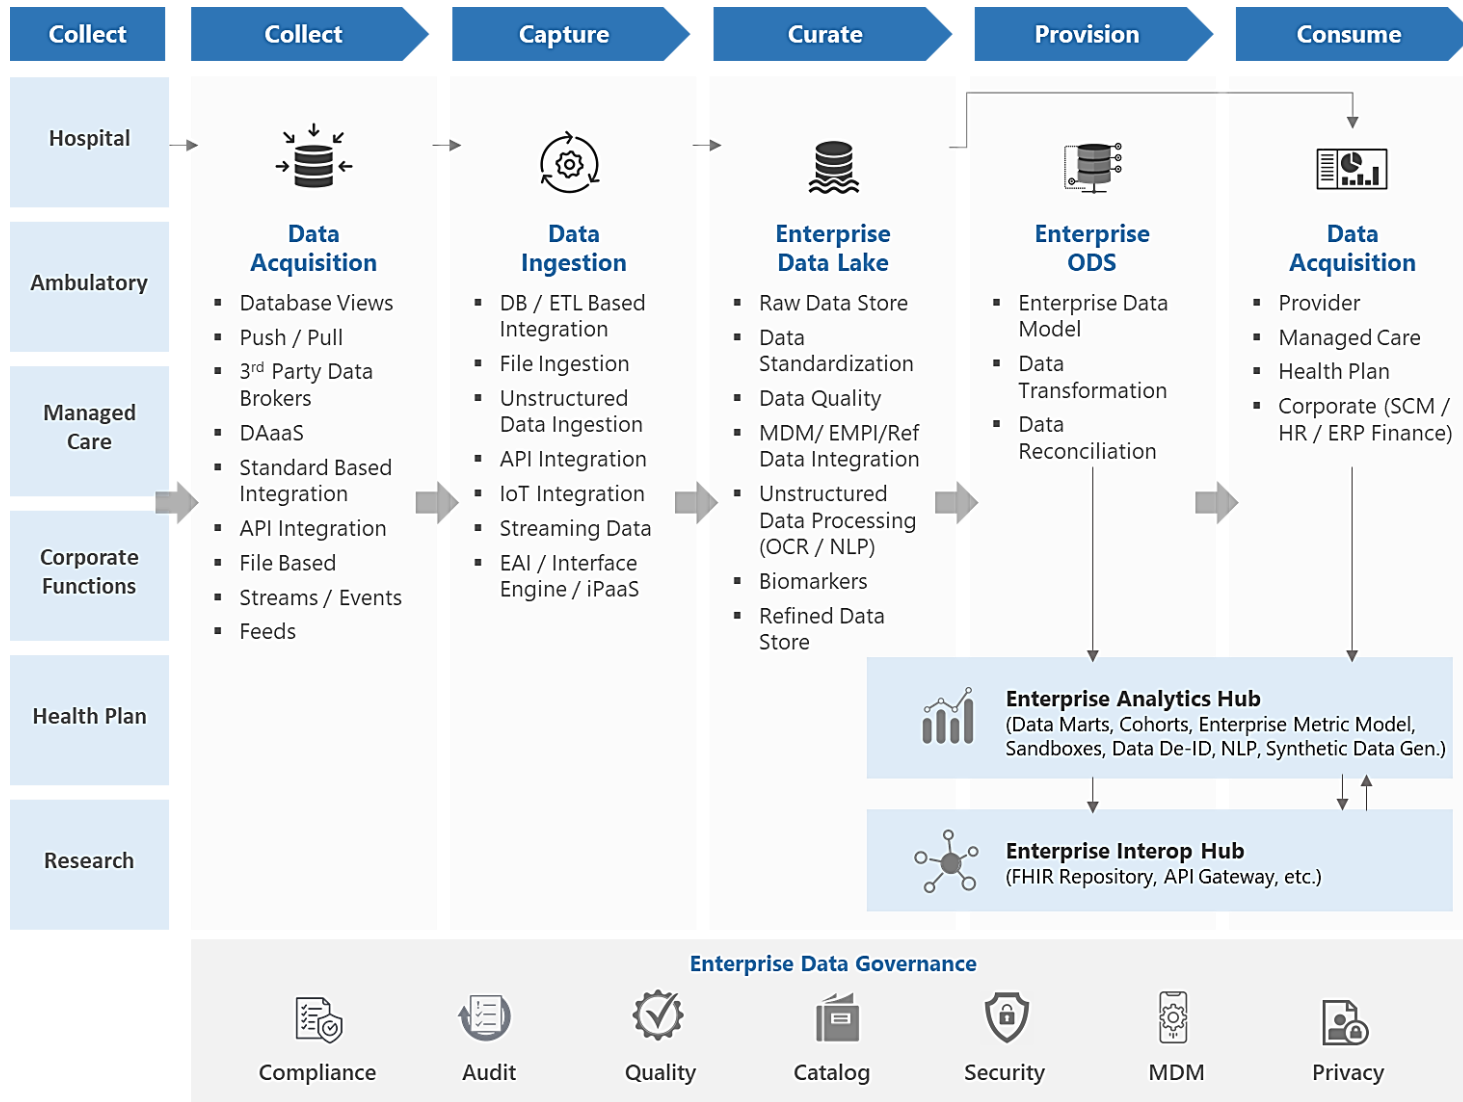 Collect
Collect
Capture
Curate
Provision
Consume
Hospital
Ambulatory
Managed
Care
Corporate
Functions
Health Plan
Research
Data
Acquisition
▪ Database Views
▪ Push / Pull
▪ 3rd Party Data
Brokers
▪ DAaaS
▪ Standard Based
Integration
▪ API Integration
▪ File Based
▪ Streams / Events
▪ Feeds
Data
Ingestion
▪ DB / ETL Based
Integration
▪ File Ingestion
▪ Unstructured
Data Ingestion
▪ API Integration
▪ IoT Integration
▪ Streaming Data
▪ EAI / Interface
Engine / iPaaS
Enterprise
Data Lake
▪ Raw Data Store
▪ Data
Standardization
▪ Data Quality
▪ MDM/ EMPI/Ref
Data Integration
▪ Unstructured
Data Processing
(OCR / NLP)
▪ Biomarkers
▪ Refined Data
Store
Enterprise
ODS
▪ Enterprise Data
Model
▪ Data
Transformation
▪ Data
Reconciliation
Data
Acquisition
▪ Provider
▪ Managed Care
▪ Health Plan
▪ Corporate (SCM /
HR / ERP Finance)
Enterprise Analytics Hub
(Data Marts, Cohorts, Enterprise Metric Model,
Sandboxes, Data De-ID, NLP, Synthetic Data Gen.)
Enterprise Interop Hub
(FHIR Repository, API Gateway, etc.)
Enterprise Data Governance
Compliance
Audit
Quality
Catalog
Security
MDM
Privacy